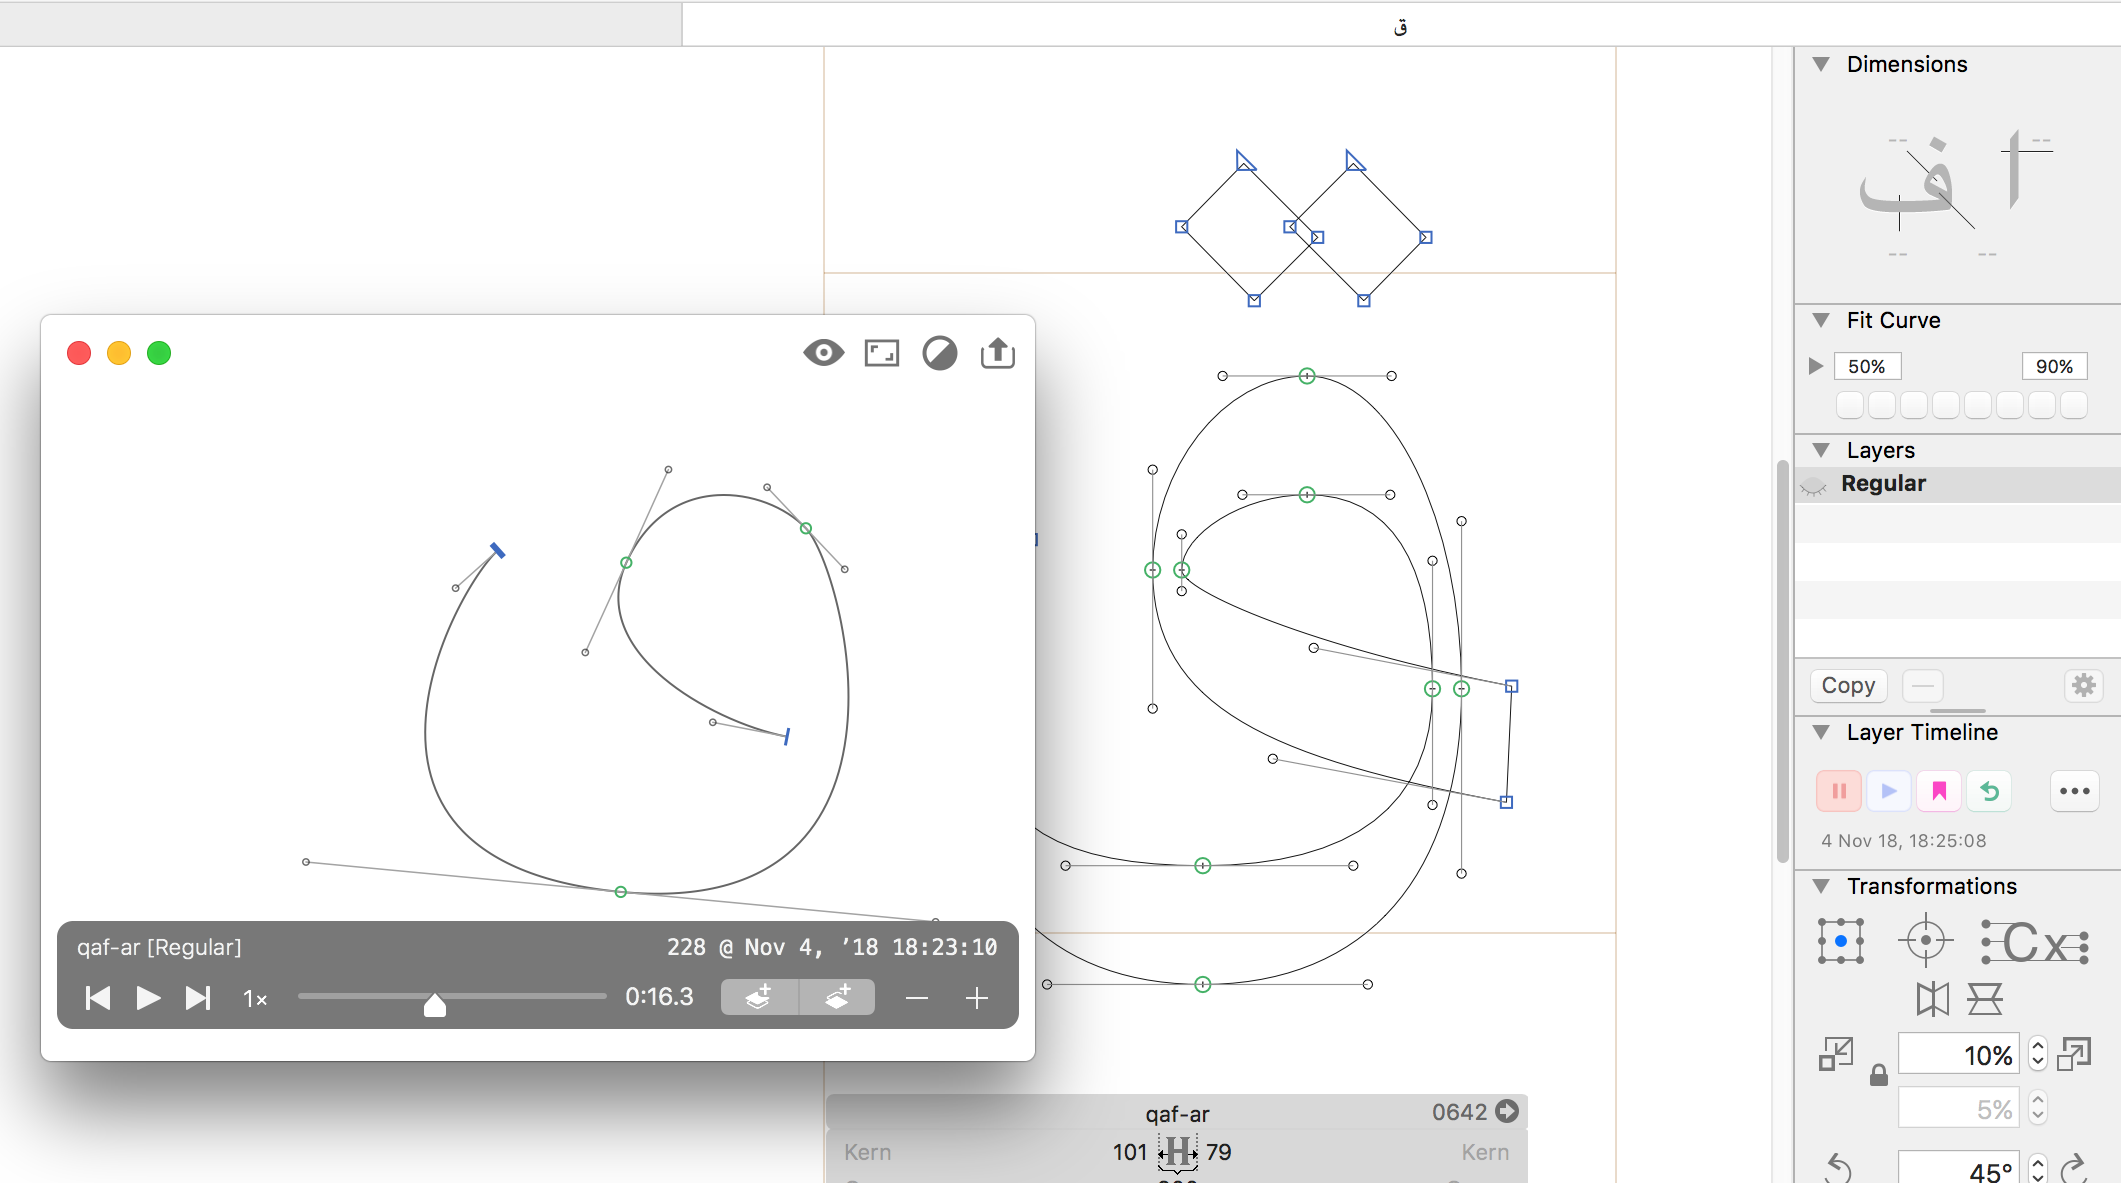 ق
Dimensions
Fit Curve
50% 90%
Layers
Regular
Copy
Layer Timeline
4 Nov 18, 18:25:08
Transformations
Cx
10%
5%
45°
qaf-ar [Regular] 228 @ Nov 4, ’18 18:23:10
1× 0:16.3
qaf-ar 0642
Kern 101 H 79 Kern